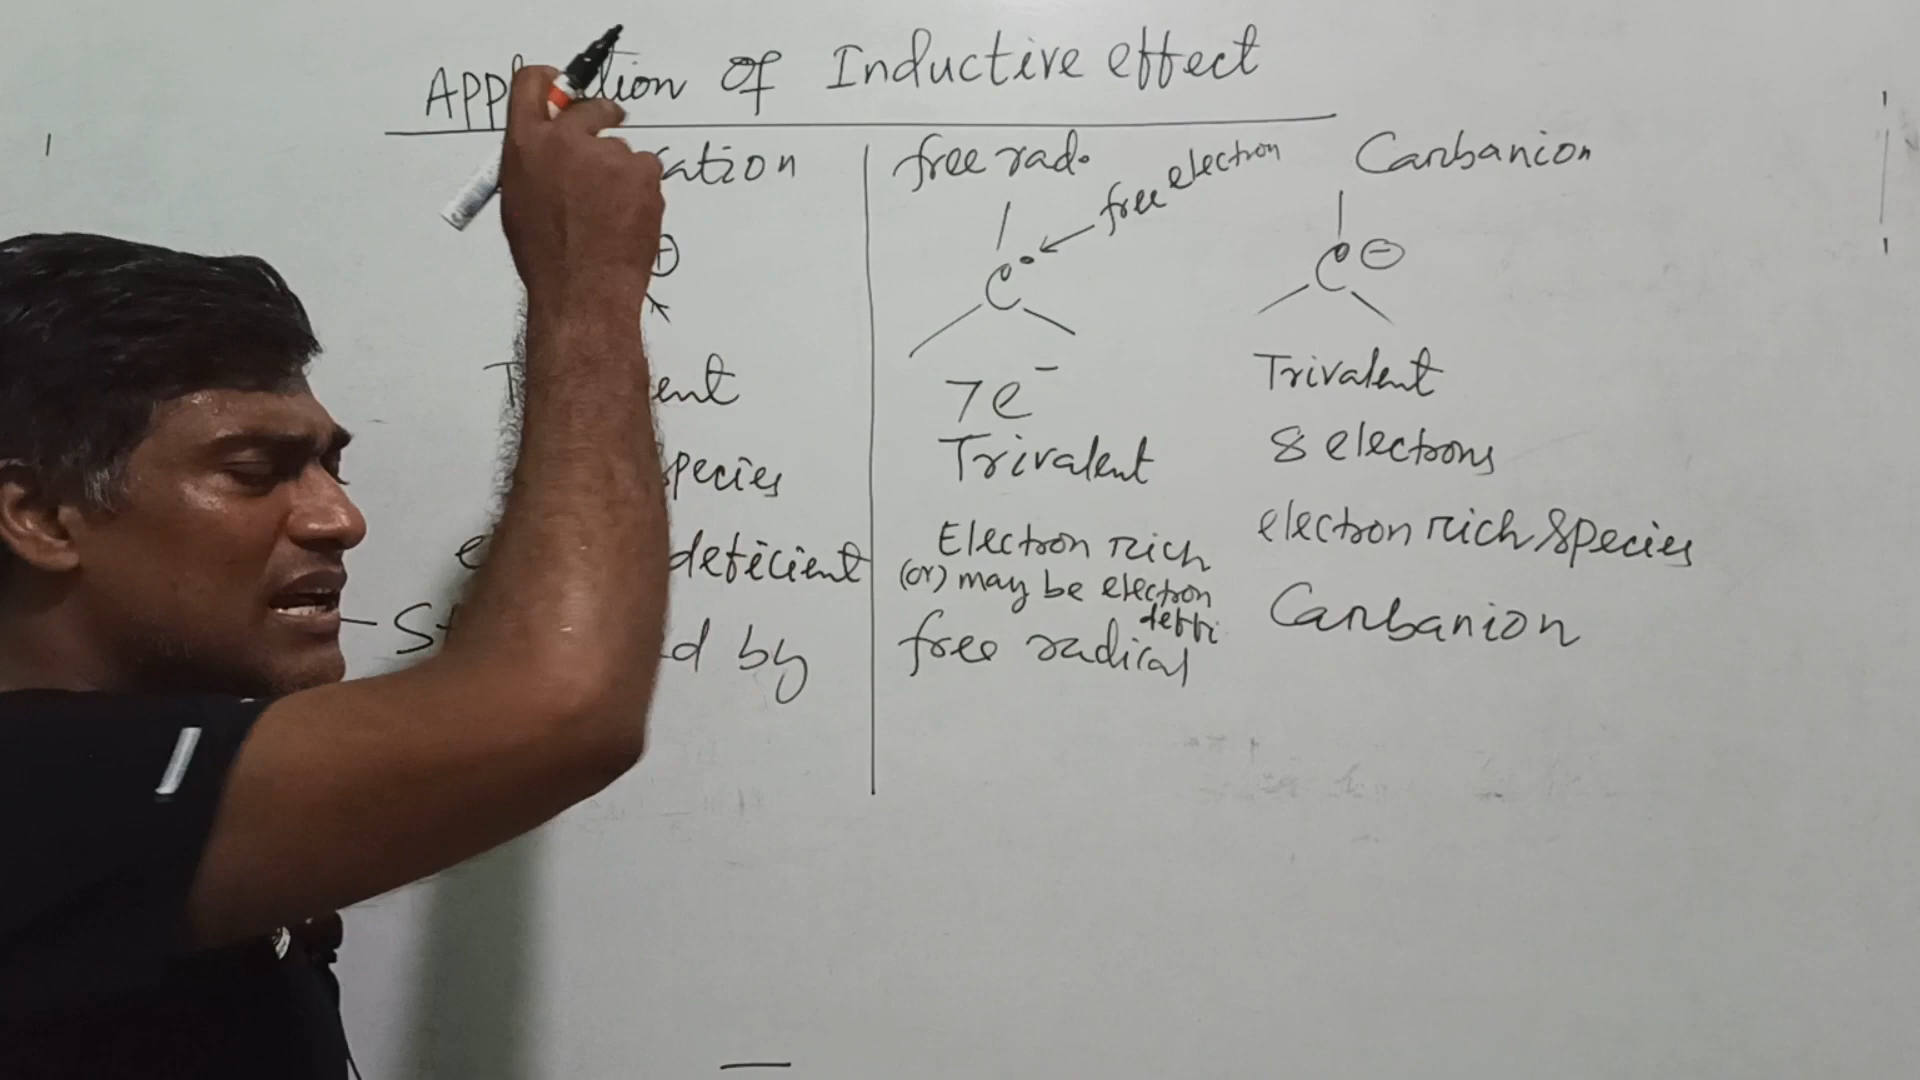 Application Of Inductive effect
ation
ent
pecies
deficient
d by
free rad.
free electron
C
7e⁻
Trivalent
Electron rich
(or) may be electron
defi
free radical
Carbanion
C ⊖
Trivalent
8 electrons
electron rich species
Carbanion